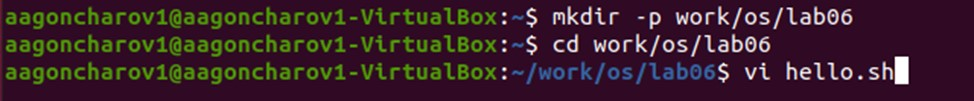 aagoncharov1@aagoncharov1-VirtualBox:~$ mkdir -p work/os/lab06
aagoncharov1@aagoncharov1-VirtualBox:~$ cd work/os/lab06
aagoncharov1@aagoncharov1-VirtualBox:~/work/os/lab06$ vi hello.sh